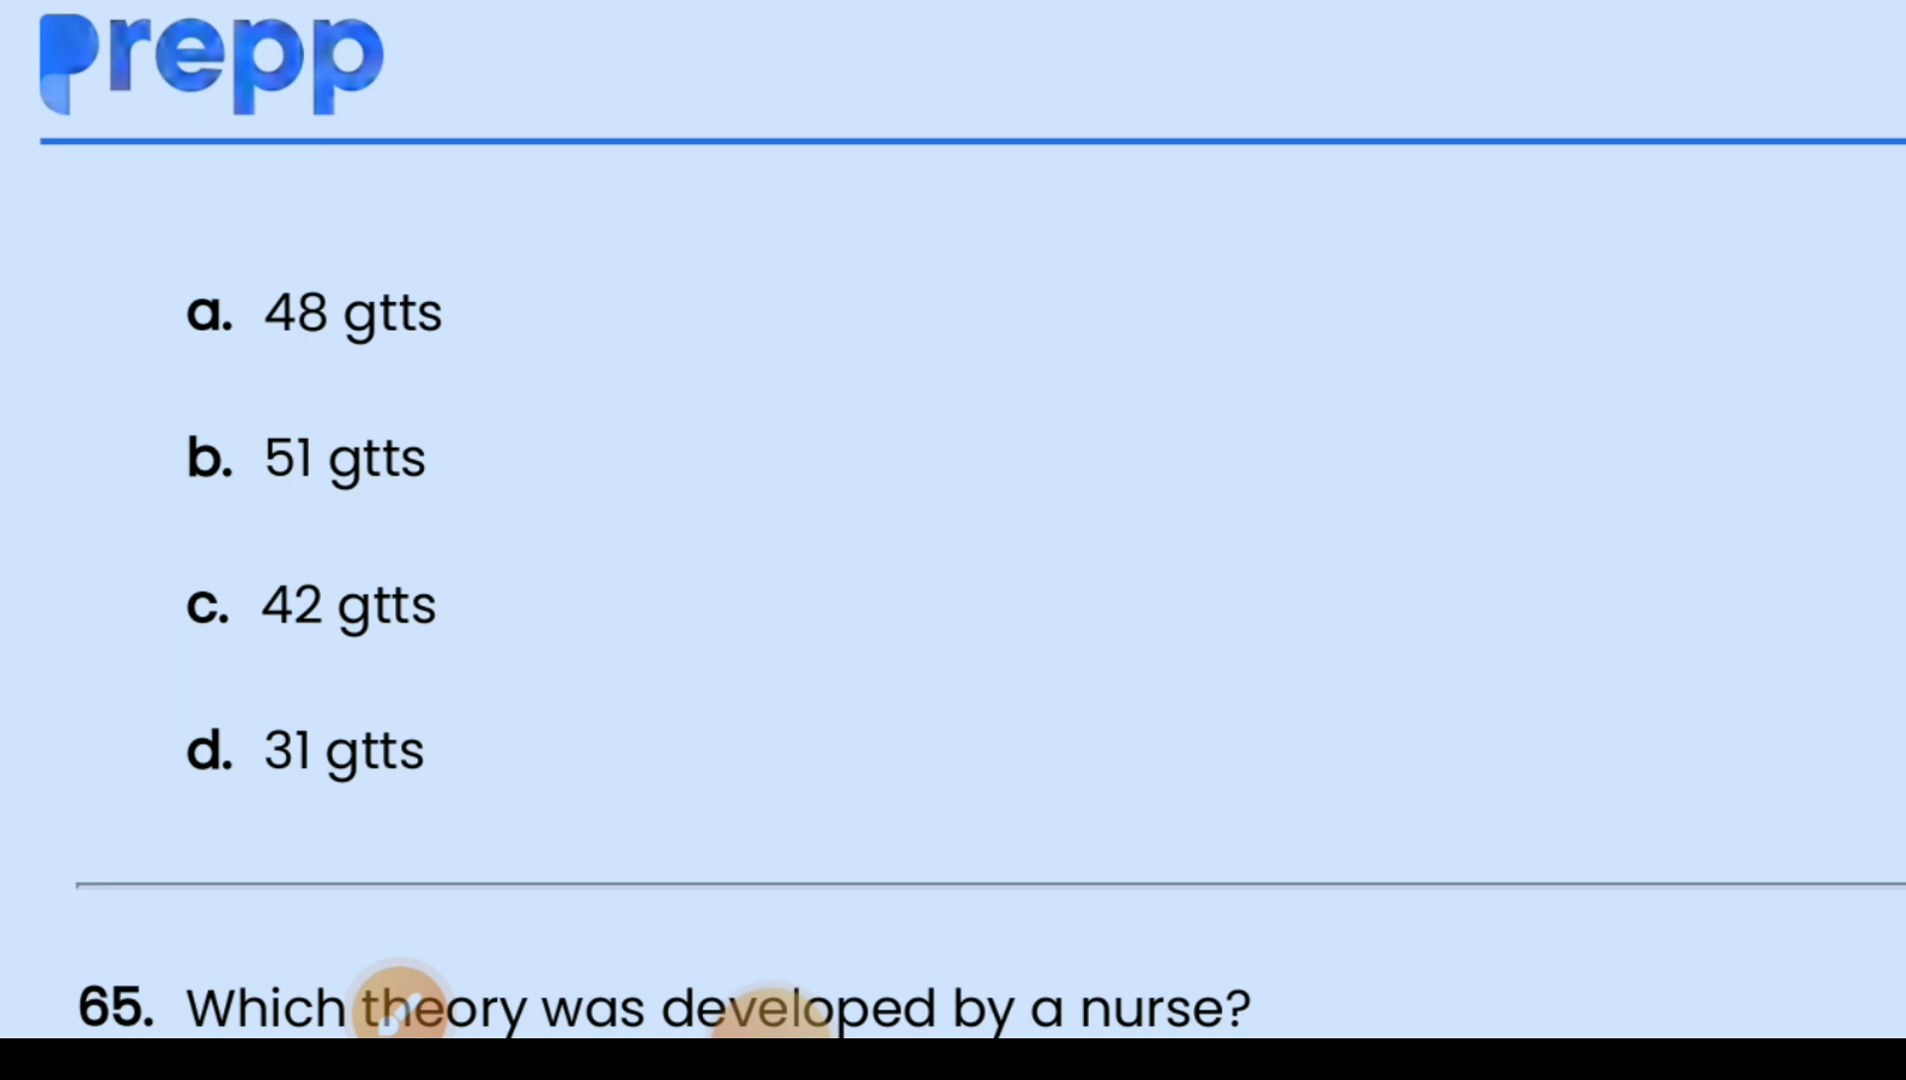 prepp
a. 48 gtts
b. 51 gtts
c. 42 gtts
d. 31 gtts
65. Which theory was developed by a nurse?